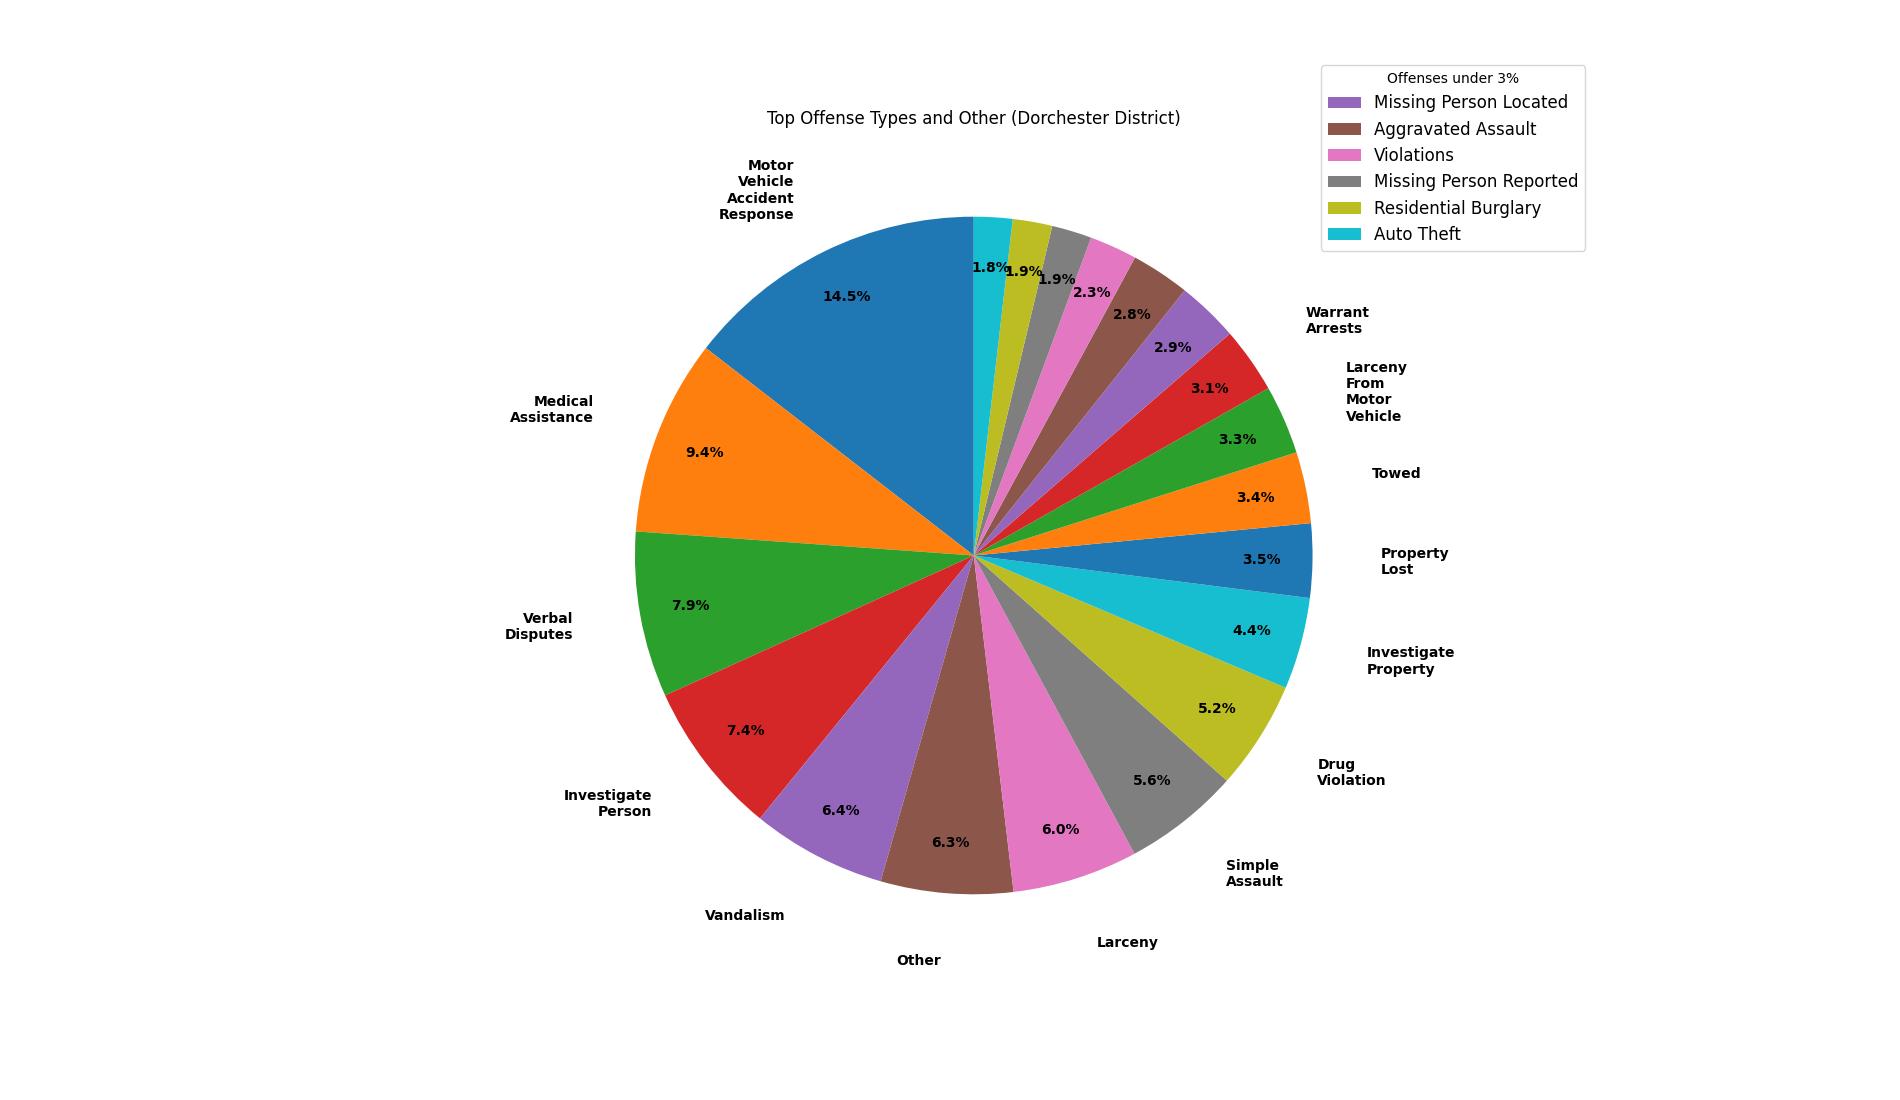 Top Offense Types and Other (Dorchester District)
Offenses under 3%
Missing Person Located
Aggravated Assault
Violations
Missing Person Reported
Residential Burglary
Auto Theft
Motor
Vehicle
Accident
Response
14.5%
Medical
Assistance
9.4%
Verbal
Disputes
7.9%
Investigate
Person
7.4%
Vandalism
6.4%
Other
6.3%
Larceny
6.0%
Simple
Assault
5.6%
Drug
Violation
5.2%
Investigate
Property
4.4%
Property
Lost
3.5%
Towed
3.4%
Larceny
From
Motor
Vehicle
3.3%
Warrant
Arrests
3.1%
2.9%
2.8%
2.3%
1.9%
1.9%
1.8%